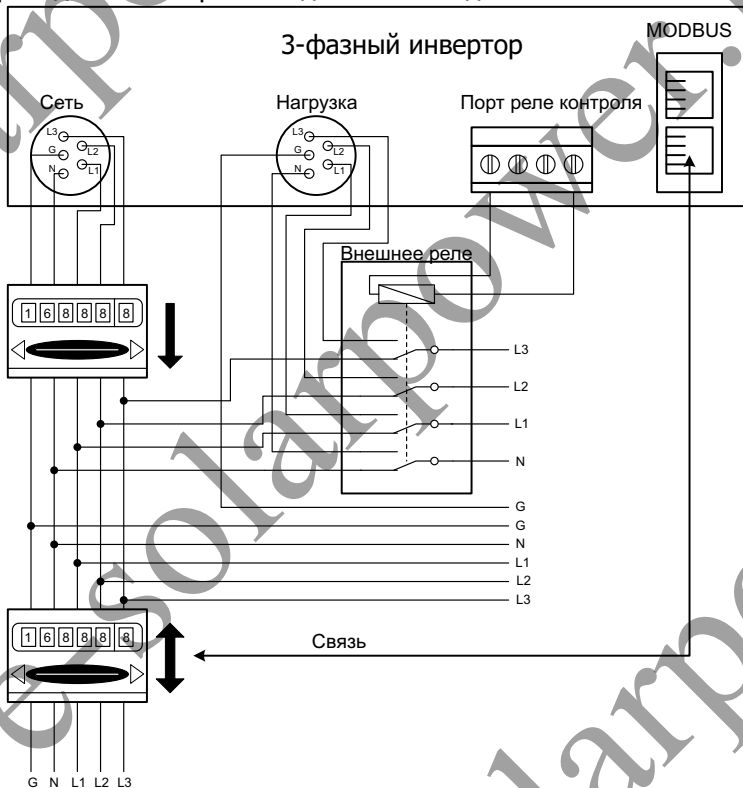 MODBUS
3-фазный инвертор
Сеть
Нагрузка
Порт реле контроля
L3
G
L2
N
L1
L3
G
L2
N
L1
Внешнее реле
1 6 8 8 8 8
L3
L2
L1
N
G
G
N
L1
L2
L3
1 6 8 8 8 8
Связь
G N L1 L2 L3
e-solarpower.